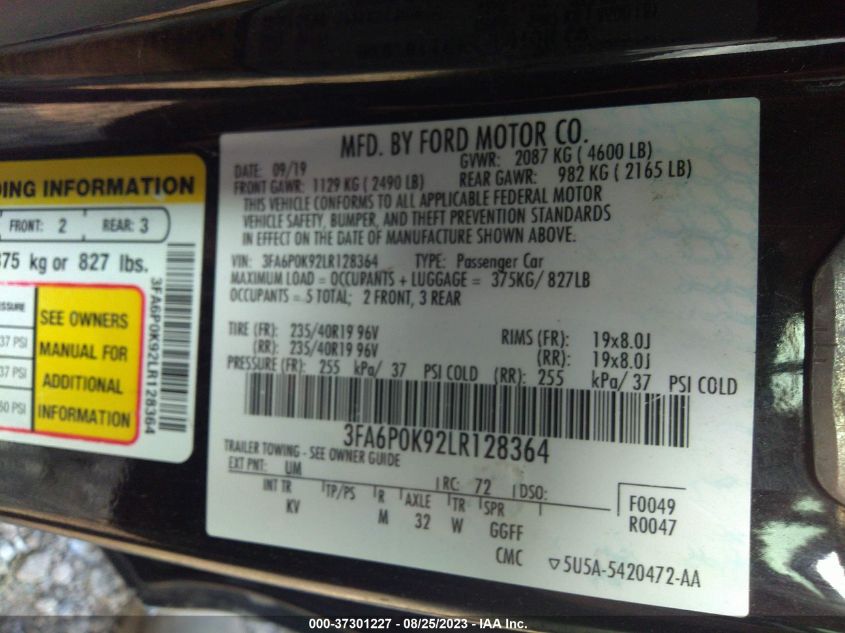 MFD. BY FORD MOTOR CO.
DATE: 09/19 GVWR: 2087 KG ( 4600 LB)
FRONT GAWR: 1129 KG ( 2490 LB) REAR GAWR: 982 KG ( 2165 LB)
THIS VEHICLE CONFORMS TO ALL APPLICABLE FEDERAL MOTOR
VEHICLE SAFETY, BUMPER, AND THEFT PREVENTION STANDARDS
IN EFFECT ON THE DATE OF MANUFACTURE SHOWN ABOVE.
VIN: 3FA6P0K92LR128364 TYPE: Passenger Car
MAXIMUM LOAD = OCCUPANTS + LUGGAGE = 375KG/ 827LB
OCCUPANTS = 5 TOTAL; 2 FRONT, 3 REAR
TIRE (FR): 235/40R19 96V RIMS (FR): 19x8.0J
(RR): 235/40R19 96V (RR): 19x8.0J
PRESSURE (FR): 255 kPa/ 37 PSI COLD (RR): 255 kPa/ 37 PSI COLD
3FA6P0K92LR128364
TRAILER TOWING - SEE OWNER GUIDE
EXT PNT: UM RC: 72 DSO:
INT TR TP/PS R AXLE TR SPR F0049
KV M 32 W GGFF R0047
CMC 5U5A-5420472-AA
ING INFORMATION
FRONT: 2 REAR: 3
375 kg or 827 lbs.
SEE OWNERS
37 PSI MANUAL FOR
37 PSI ADDITIONAL
60 PSI INFORMATION
3FA6P0K92LR128364
000-37301227 - 08/25/2023 - IAA Inc.